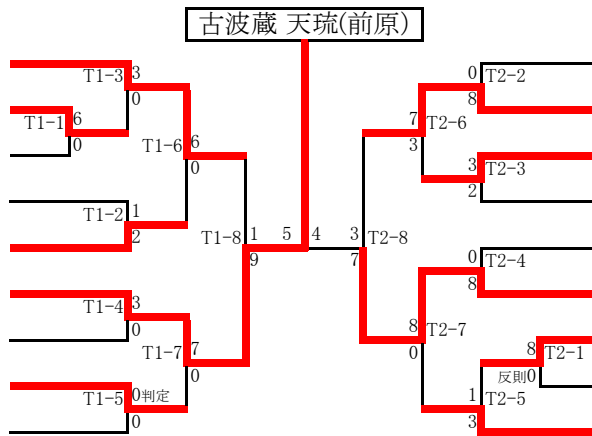 古波蔵 天琉(前原)
T1-3 3
0
T1-1 6
0
T1-6 6
0
T1-2 1
2
T1-8 1
9
T1-4 3
0
T1-7 7
0
T1-5 0判定
0
5 4
0 T2-2
8
7 T2-6
3
3 T2-3
2
3 T2-8
7
0 T2-4
8
8 T2-7
0
8 T2-1
反則0
1 T2-5
3